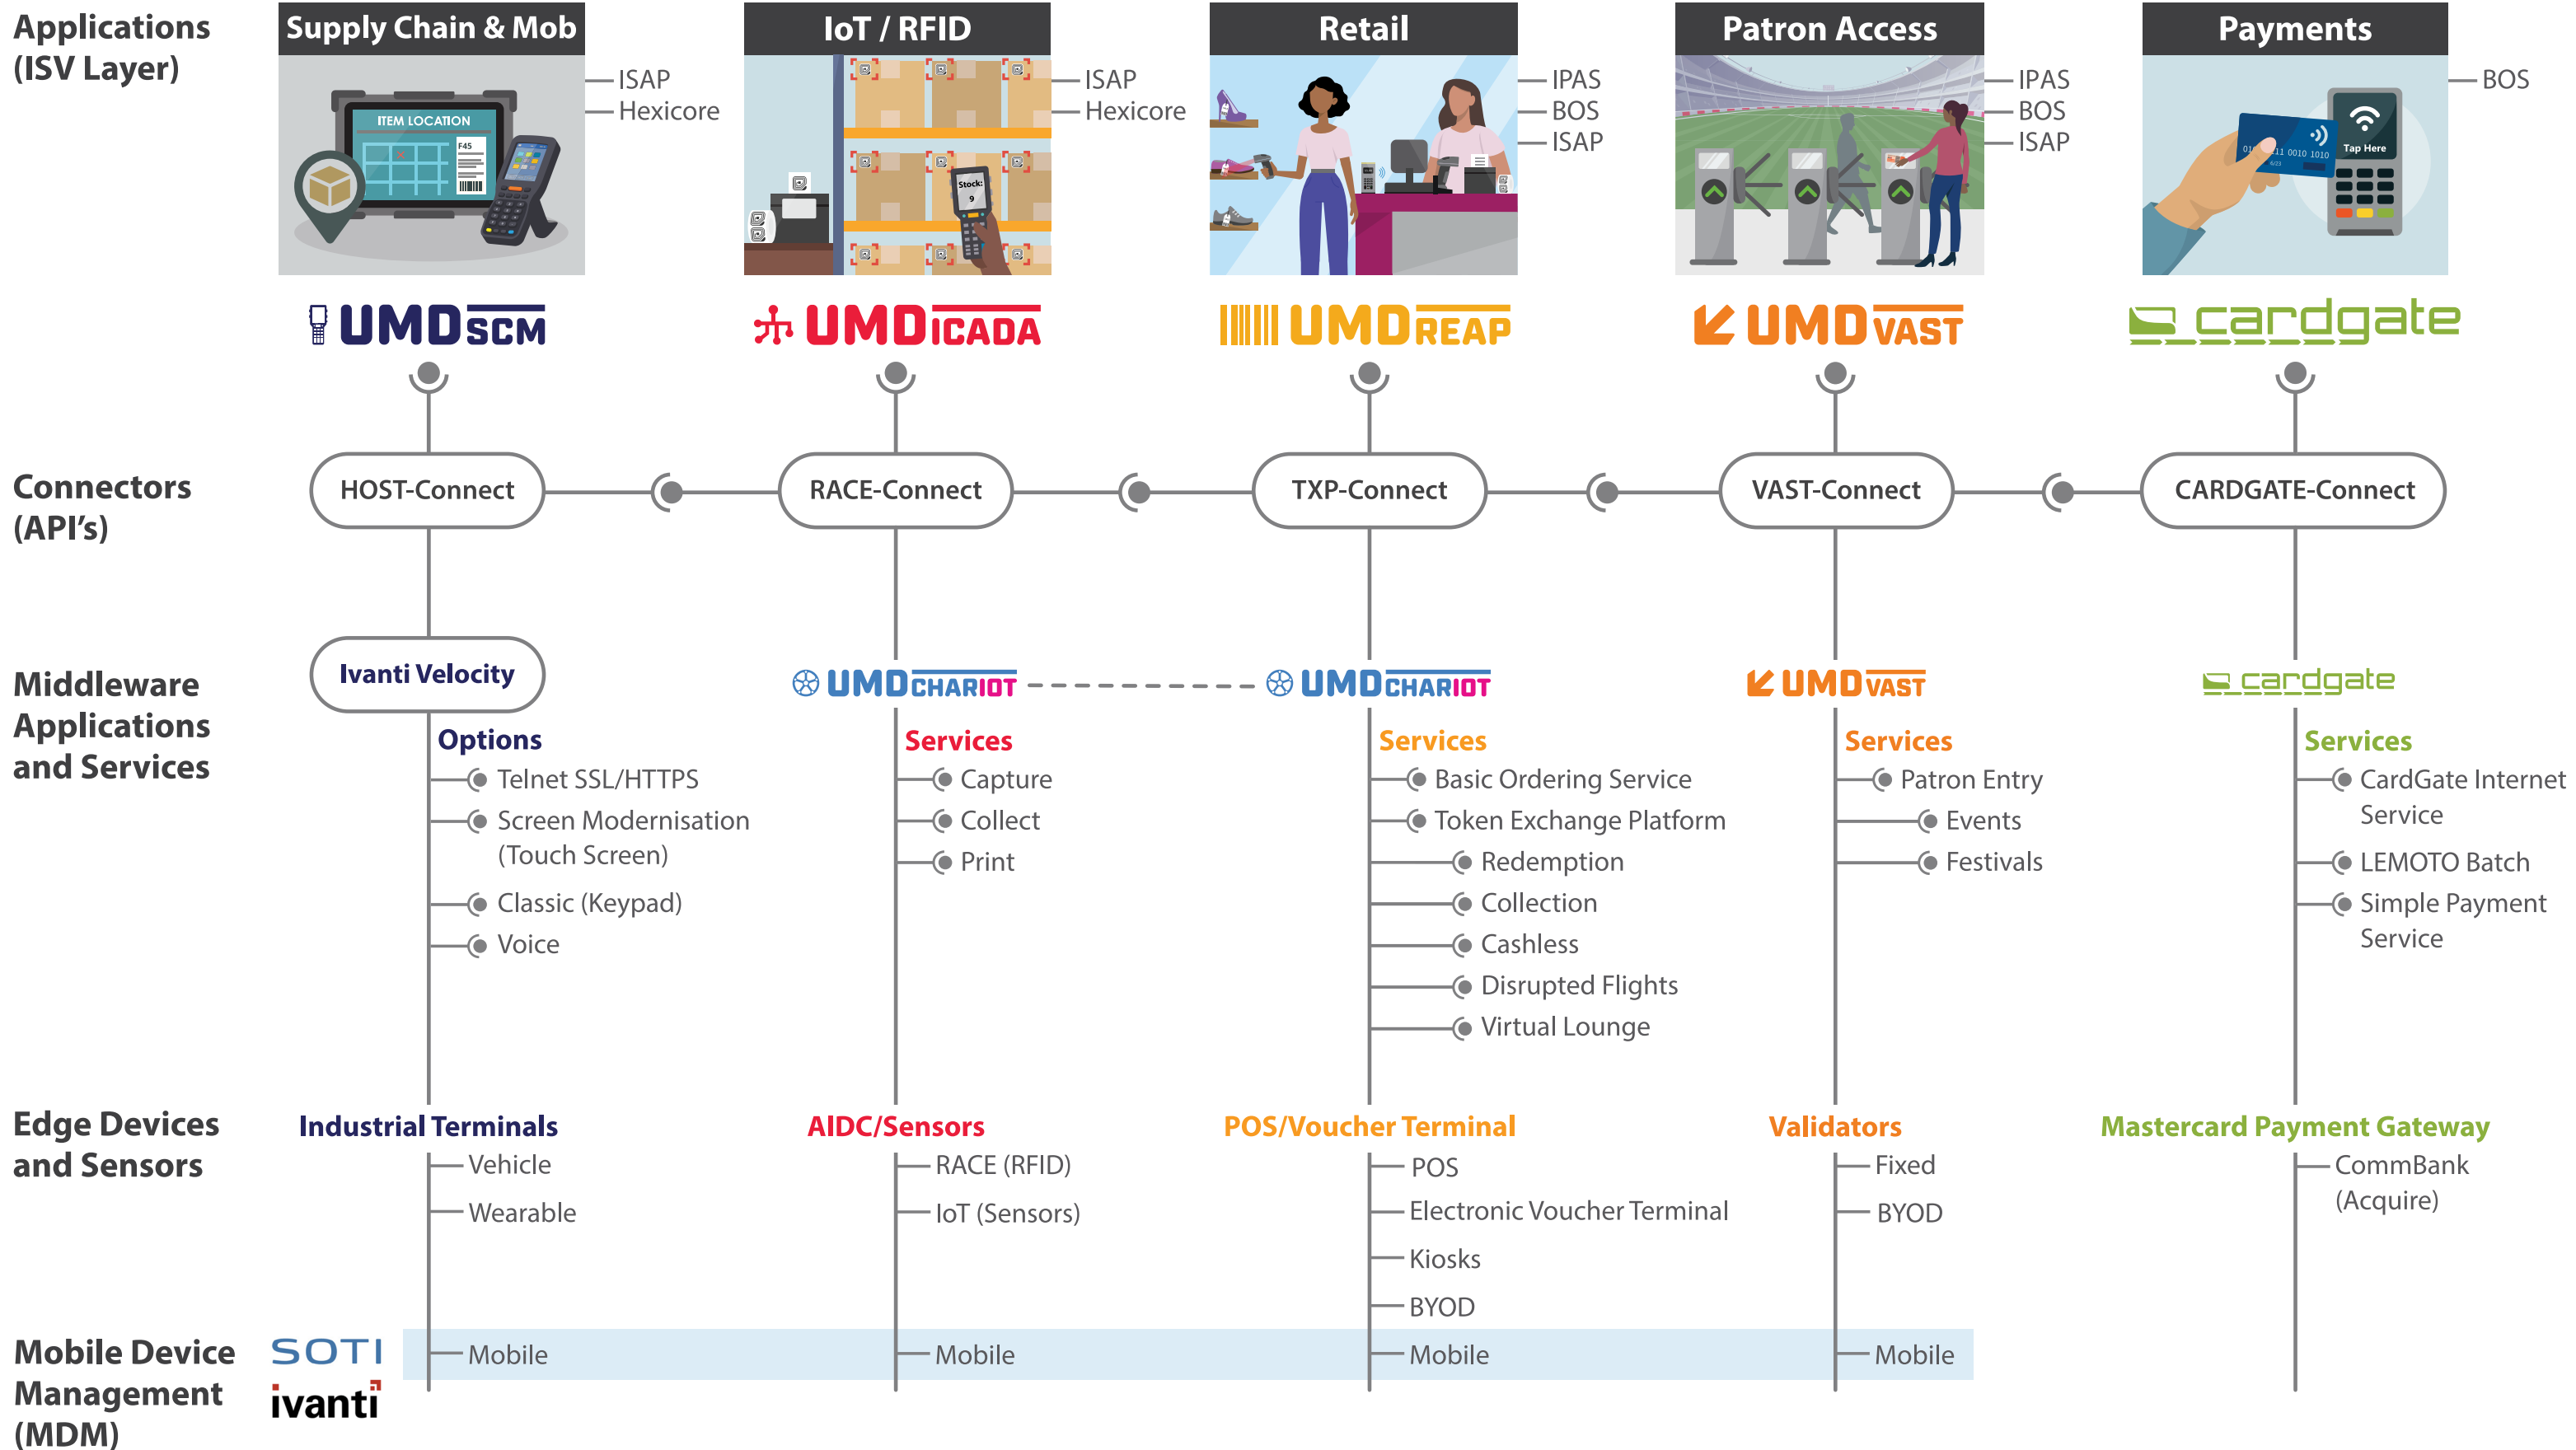 Applications
(ISV Layer)
Supply Chain & Mob
ISAP
Hexicore
ITEM LOCATION
F45
UMDSCM
IoT / RFID
ISAP
Hexicore
Stock:
9
UMDICADA
Retail
IPAS
BOS
ISAP
UMDREAP
Patron Access
IPAS
BOS
ISAP
UMDVAST
Payments
BOS
Tap Here
0010 1010
6/23
cardgate
Connectors
(API’s)
HOST-Connect
RACE-Connect
TXP-Connect
VAST-Connect
CARDGATE-Connect
Middleware
Applications
and Services
Ivanti Velocity
Options
Telnet SSL/HTTPS
Screen Modernisation
(Touch Screen)
Classic (Keypad)
Voice
UMDCHARIOT
Services
Capture
Collect
Print
UMDCHARIOT
Services
Basic Ordering Service
Token Exchange Platform
Redemption
Collection
Cashless
Disrupted Flights
Virtual Lounge
UMDVAST
Services
Patron Entry
Events
Festivals
cardgate
Services
CardGate Internet
Service
LEMOTO Batch
Simple Payment
Service
Edge Devices
and Sensors
Industrial Terminals
Vehicle
Wearable
AIDC/Sensors
RACE (RFID)
IoT (Sensors)
POS/Voucher Terminal
POS
Electronic Voucher Terminal
Kiosks
BYOD
Validators
Fixed
BYOD
Mastercard Payment Gateway
CommBank
(Acquire)
Mobile Device
Management
(MDM)
SOTI
ivanti
Mobile
Mobile
Mobile
Mobile